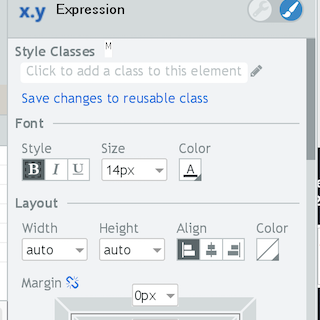 x.y Expression
Style Classes M
Click to add a class to this element
Save changes to reusable class
Font
Style Size Color
B I U 14px A
Layout
Width Height Align Color
auto auto
Margin
0px